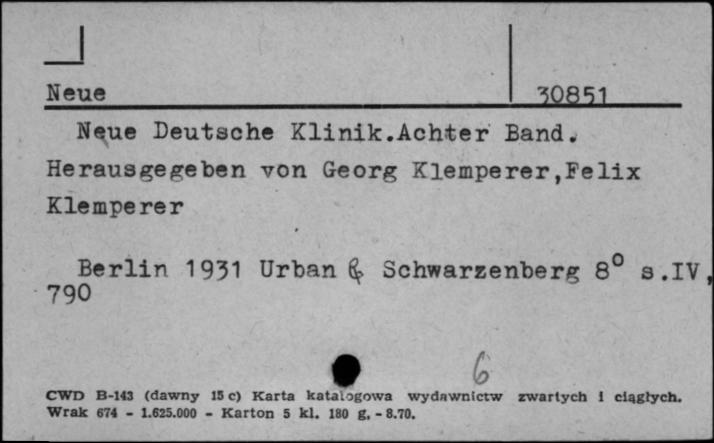 Neue 30851
Neue Deutsche Klinik.Achter Band.
Herausgegeben von Georg Klemperer,Felix
Klemperer
Berlin 1931 Urban & Schwarzenberg 8° s.IV,
790
6
CWD B-143 (dawny 15 c) Karta katalogowa wydawnictw zwartych i ciągłych.
Wrak 674 - 1.625.000 - Karton 5 kl. 180 g. - 8.70.